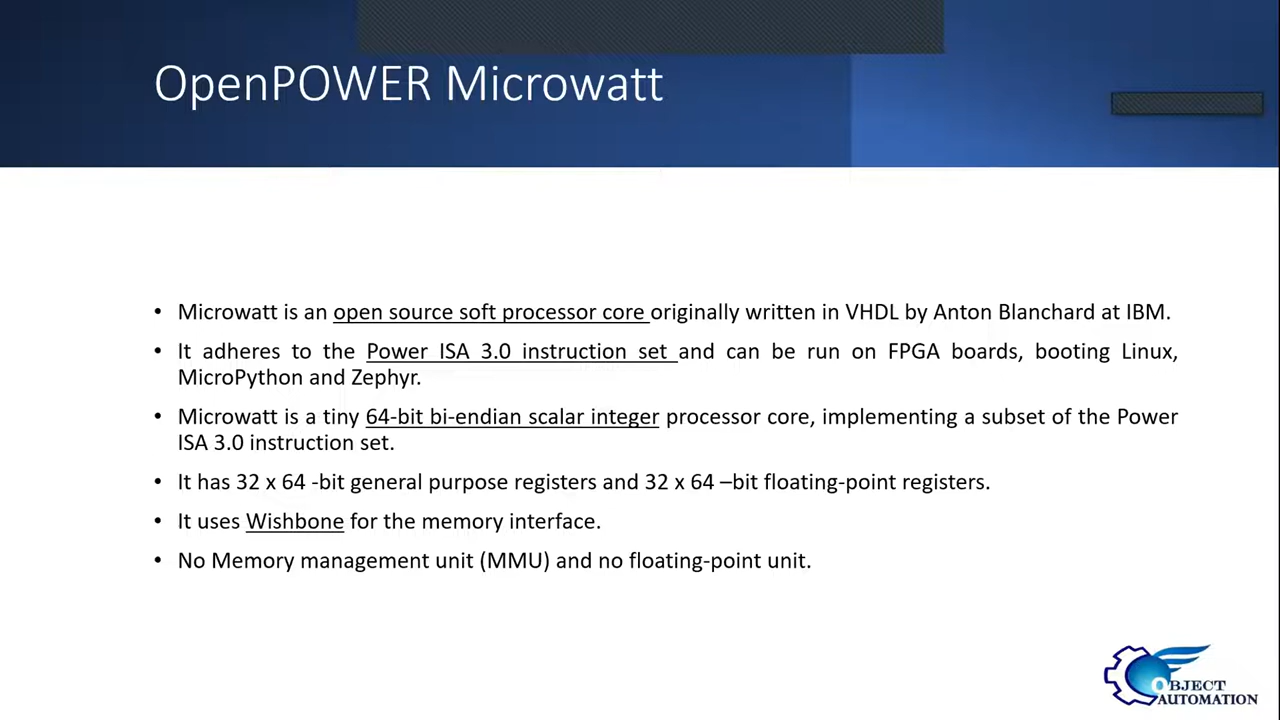 OpenPOWER Microwatt
• Microwatt is an open source soft processor core originally written in VHDL by Anton Blanchard at IBM.
• It adheres to the Power ISA 3.0 instruction set and can be run on FPGA boards, booting Linux,
MicroPython and Zephyr.
• Microwatt is a tiny 64-bit bi-endian scalar integer processor core, implementing a subset of the Power
ISA 3.0 instruction set.
• It has 32 x 64 -bit general purpose registers and 32 x 64 –bit floating-point registers.
• It uses Wishbone for the memory interface.
• No Memory management unit (MMU) and no floating-point unit.
OBJECT
AUTOMATION